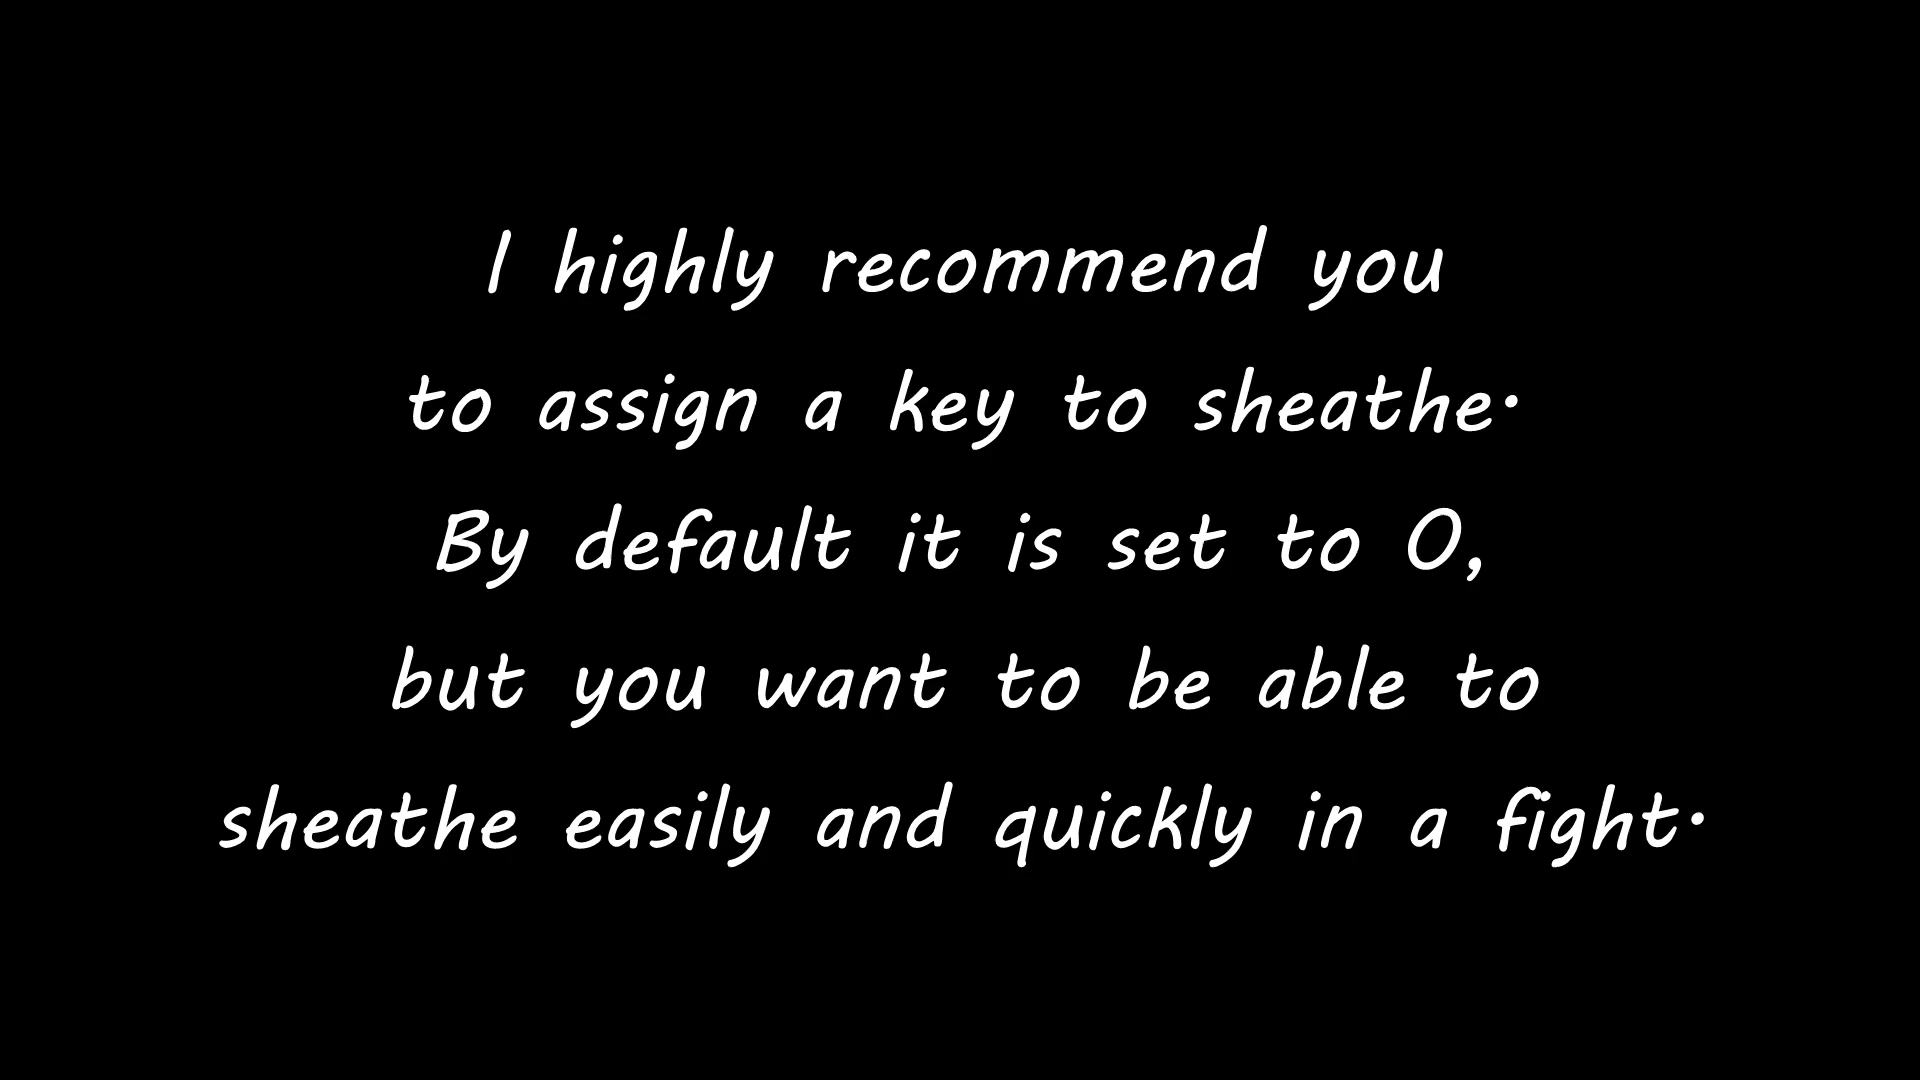 I highly recommend you
to assign a key to sheathe.
By default it is set to O,
but you want to be able to
sheathe easily and quickly in a fight.